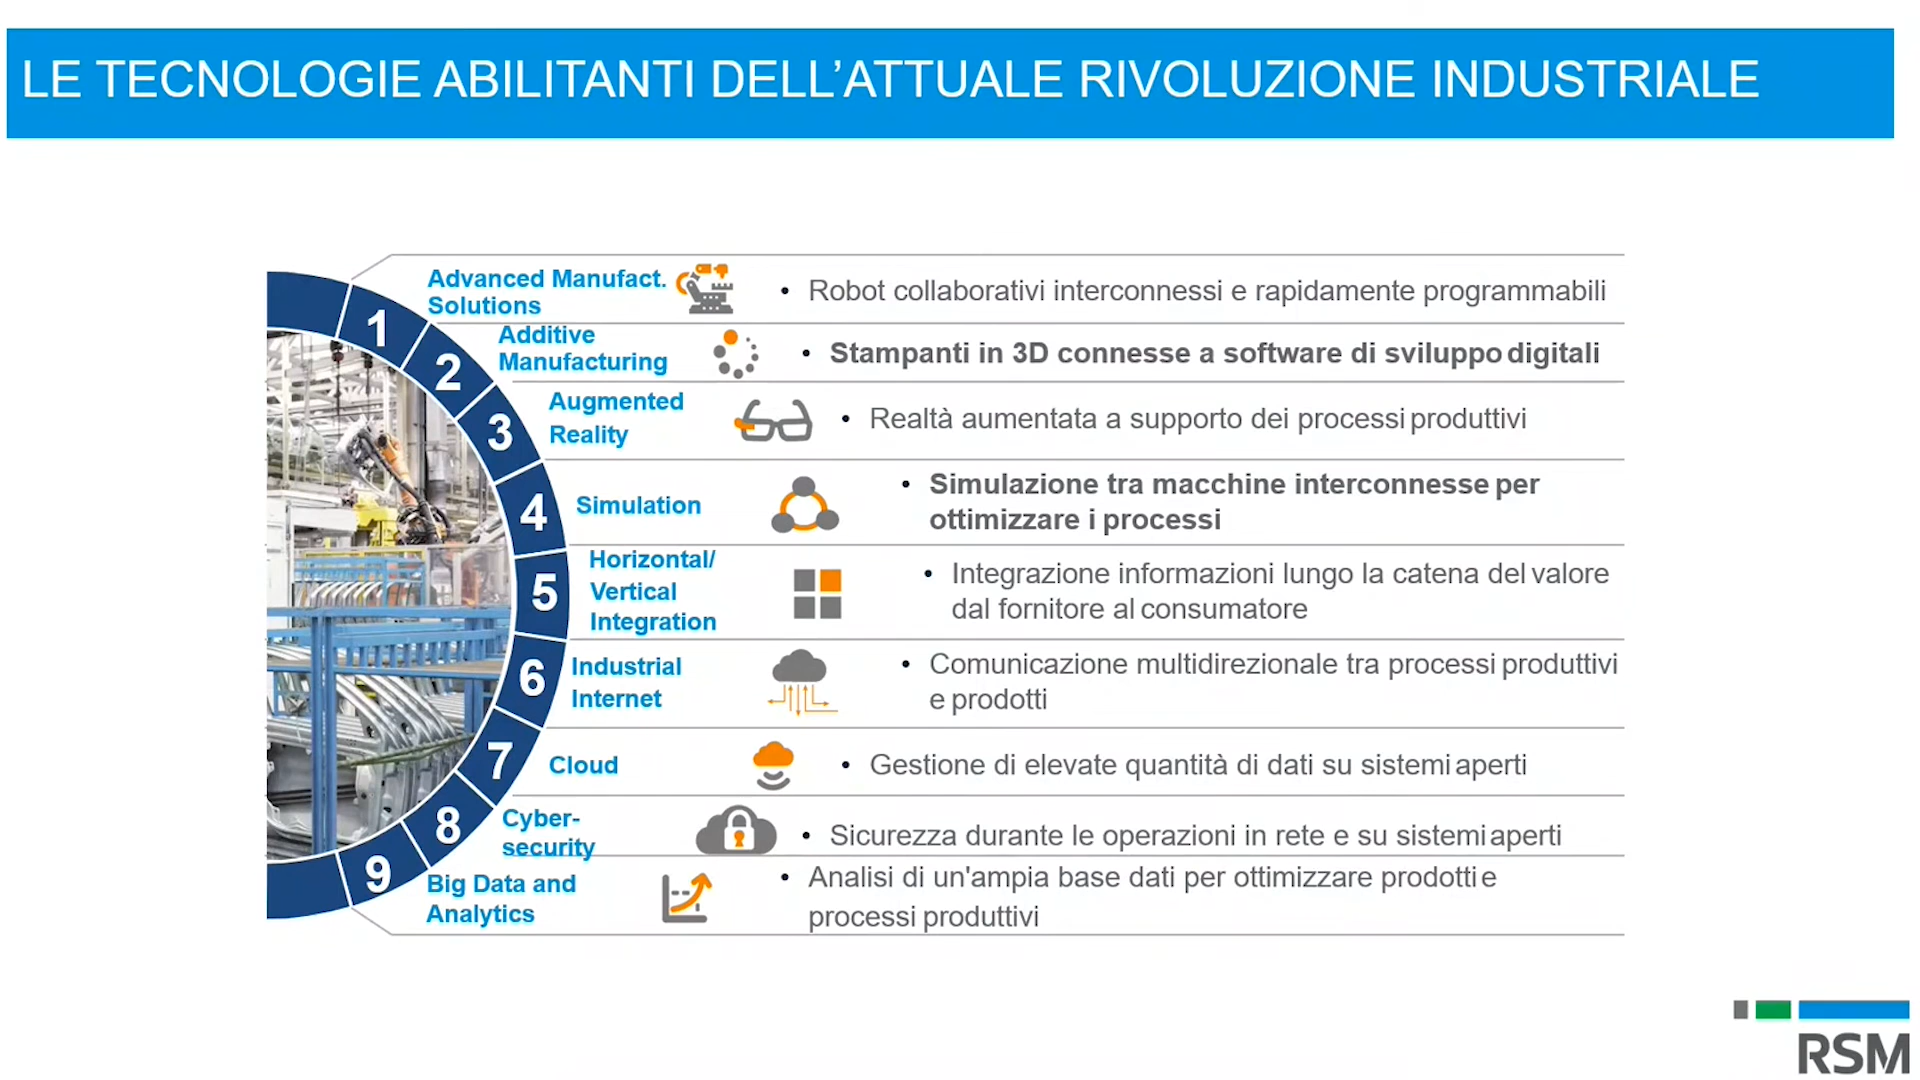 LE TECNOLOGIE ABILITANTI DELL’ATTUALE RIVOLUZIONE INDUSTRIALE
1
Advanced Manufact.
Solutions
• Robot collaborativi interconnessi e rapidamente programmabili
2
Additive
Manufacturing
• Stampanti in 3D connesse a software di sviluppo digitali
3
Augmented
Reality
• Realtà aumentata a supporto dei processi produttivi
4
Simulation
• Simulazione tra macchine interconnesse per
ottimizzare i processi
5
Horizontal/
Vertical
Integration
• Integrazione informazioni lungo la catena del valore
dal fornitore al consumatore
6
Industrial
Internet
• Comunicazione multidirezionale tra processi produttivi
e prodotti
7
Cloud
• Gestione di elevate quantità di dati su sistemi aperti
8
Cyber-
security
• Sicurezza durante le operazioni in rete e su sistemi aperti
9
Big Data and
Analytics
• Analisi di un'ampia base dati per ottimizzare prodotti e
processi produttivi
RSM